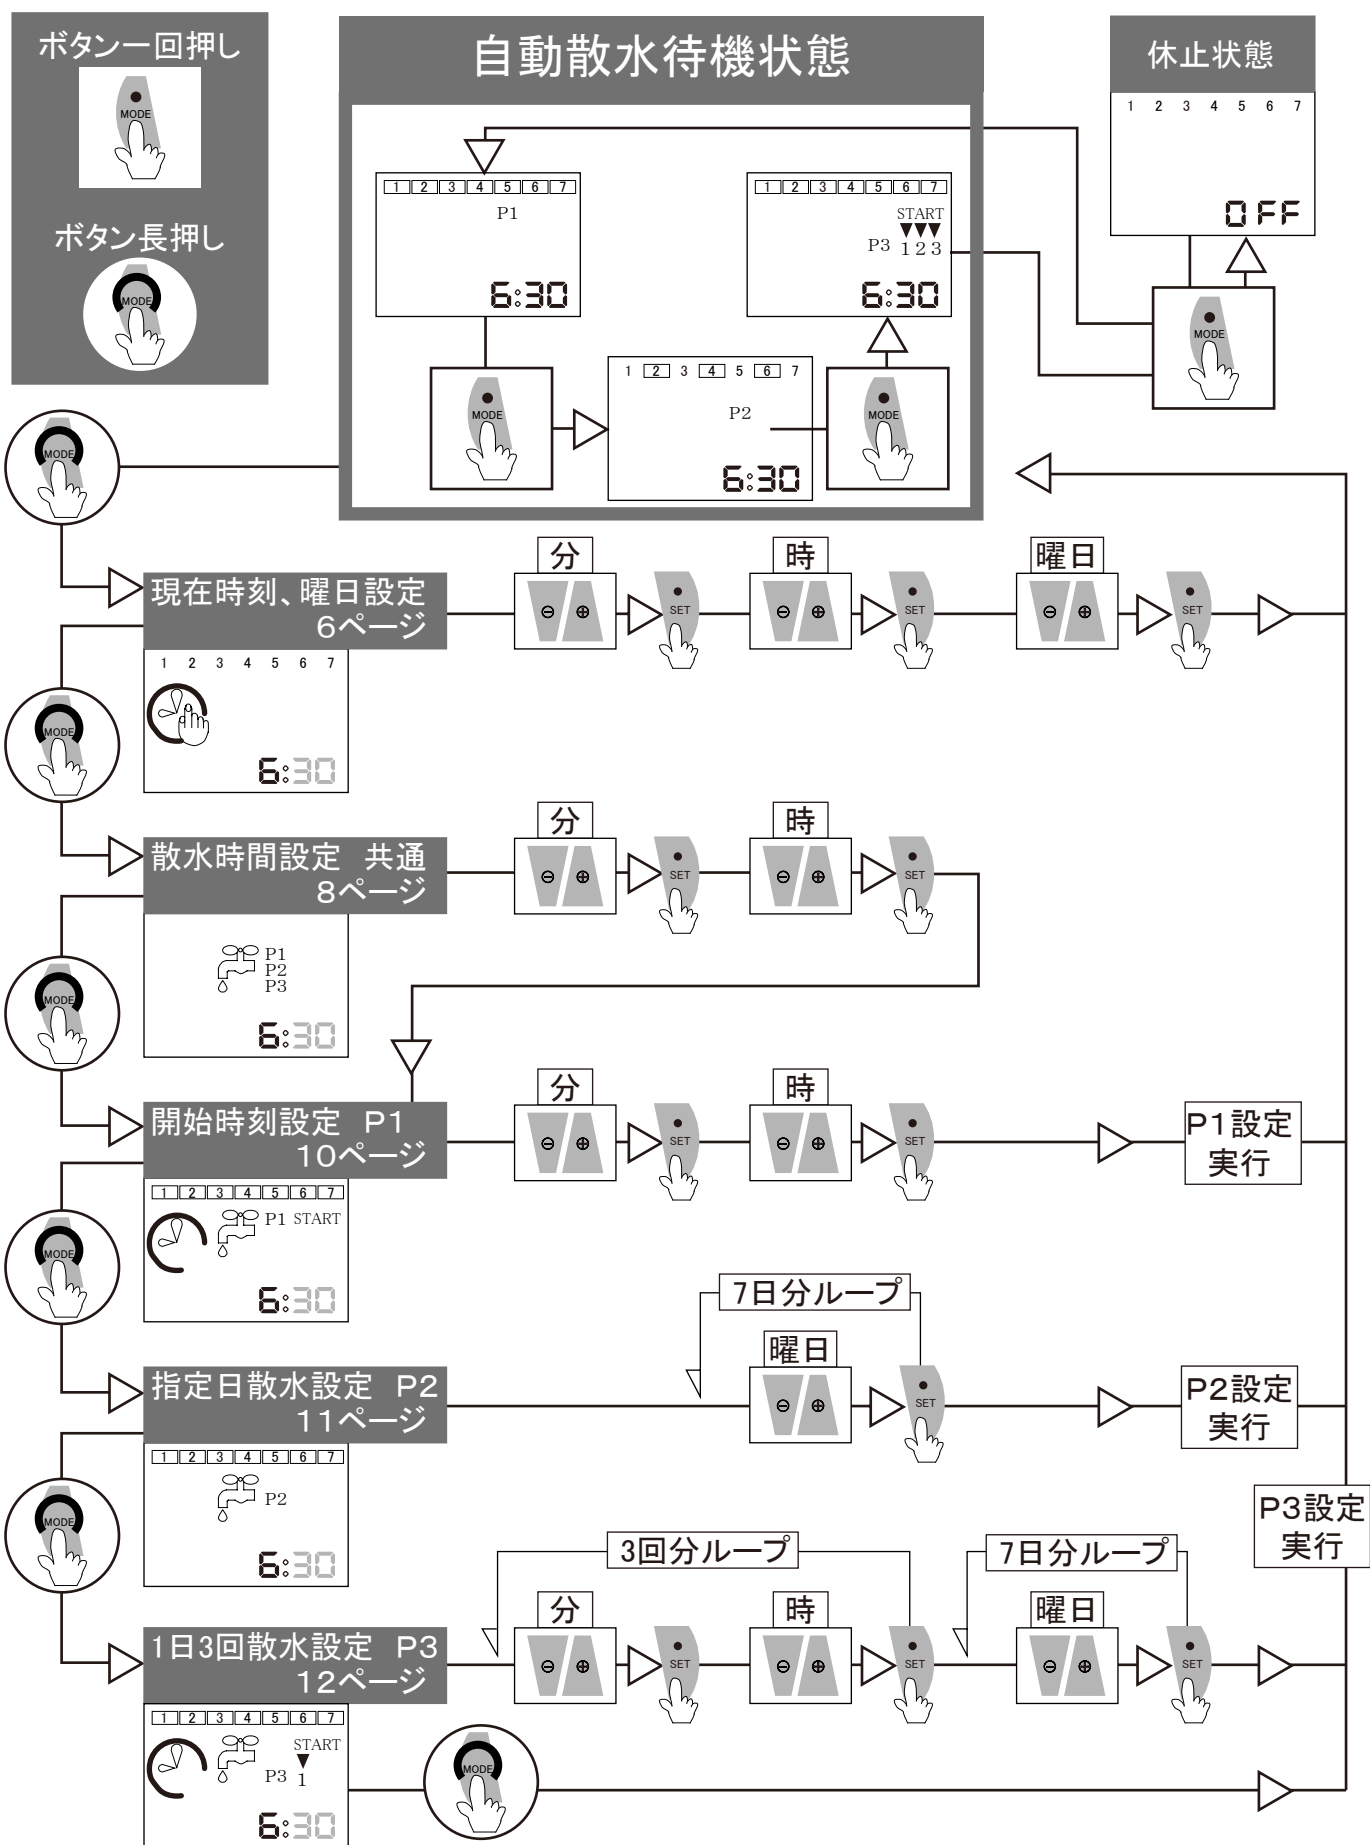 ボタン一回押し
MODE
ボタン長押し
MODE
自動散水待機状態
1 2 3 4 5 6 7
P1
6:30
MODE
1 2 3 4 5 6 7
P2
6:30
MODE
1 2 3 4 5 6 7
START
P3 1 2 3
6:30
休止状態
1 2 3 4 5 6 7
OFF
MODE
MODE
現在時刻、曜日設定
6ページ
1 2 3 4 5 6 7
6:30
分
SET
時
SET
曜日
SET
MODE
散水時間設定 共通
8ページ
P1
P2
P3
6:30
分
SET
時
SET
MODE
開始時刻設定 P1
10ページ
1 2 3 4 5 6 7
P1 START
6:30
分
SET
時
SET
P1設定
実行
MODE
指定日散水設定 P2
11ページ
1 2 3 4 5 6 7
P2
6:30
7日分ループ
曜日
SET
P2設定
実行
MODE
1日3回散水設定 P3
12ページ
1 2 3 4 5 6 7
START
P3 1
6:30
3回分ループ
分
SET
時
SET
7日分ループ
曜日
SET
P3設定
実行
MODE